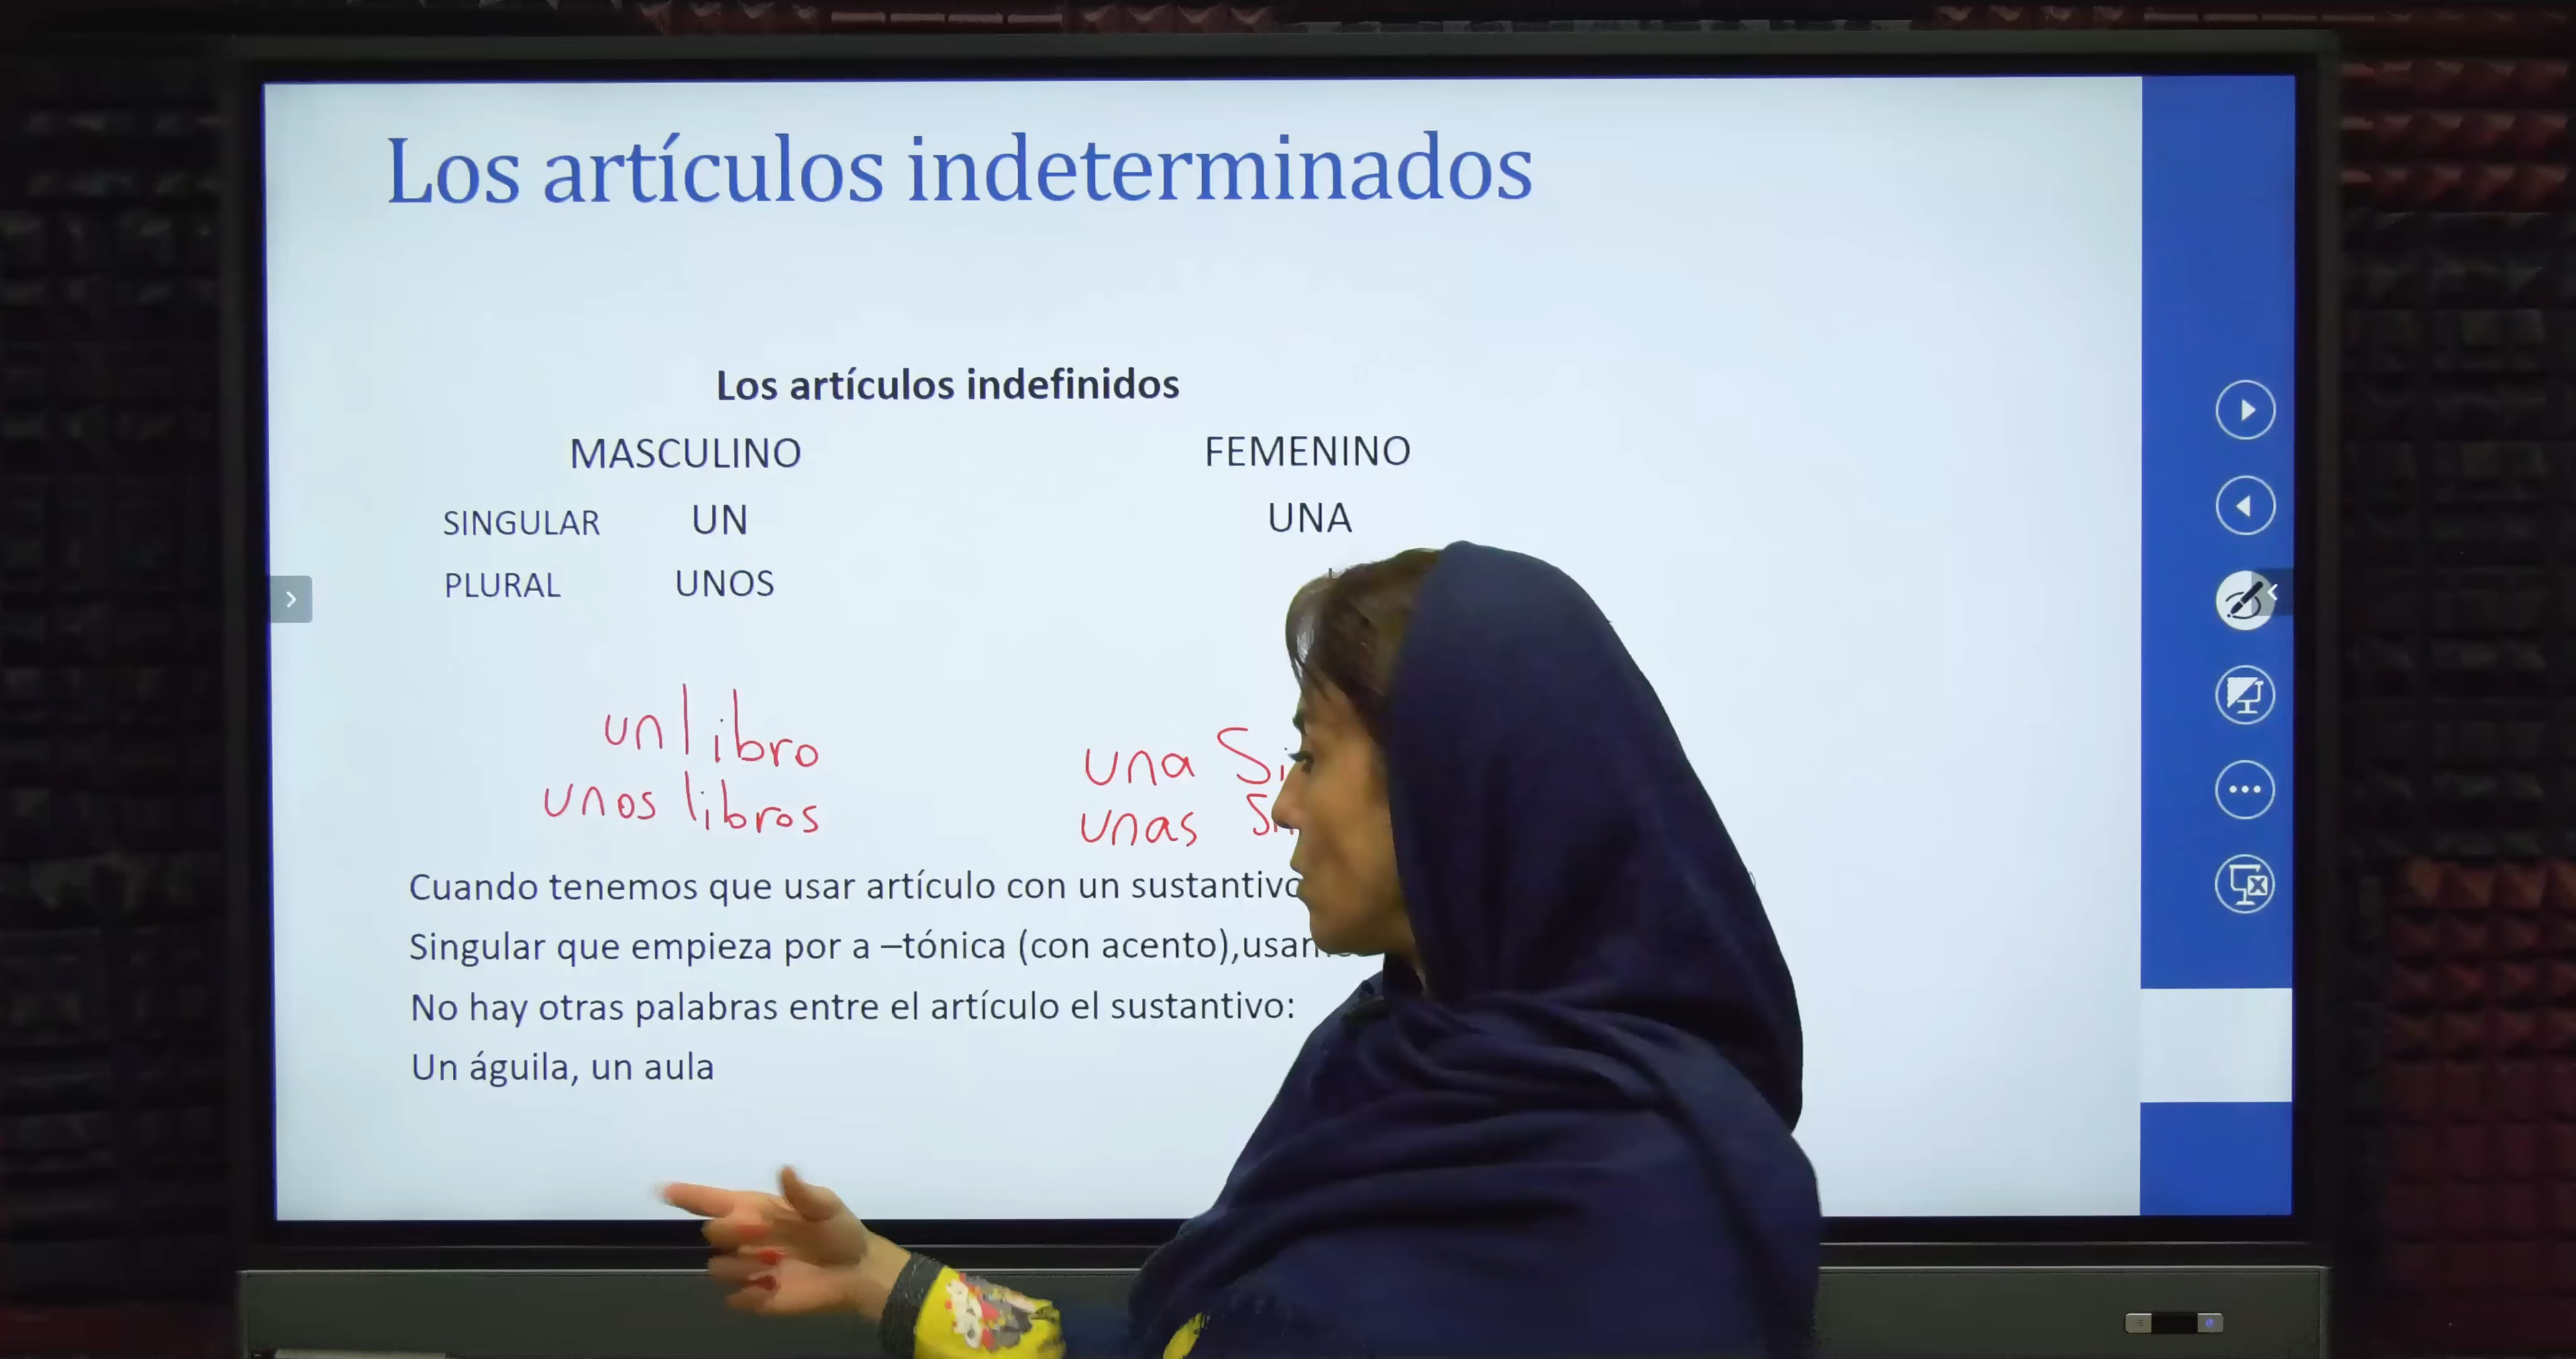 Los artículos indeterminados
Los artículos indefinidos
MASCULINO FEMENINO
SINGULAR UN UNA
PLURAL UNOS
un libro una
unos libros unas
Cuando tenemos que usar artículo con un sustantivo
Singular que empieza por a –tónica (con acento),
No hay otras palabras entre el artículo el sustantivo:
Un águila, un aula